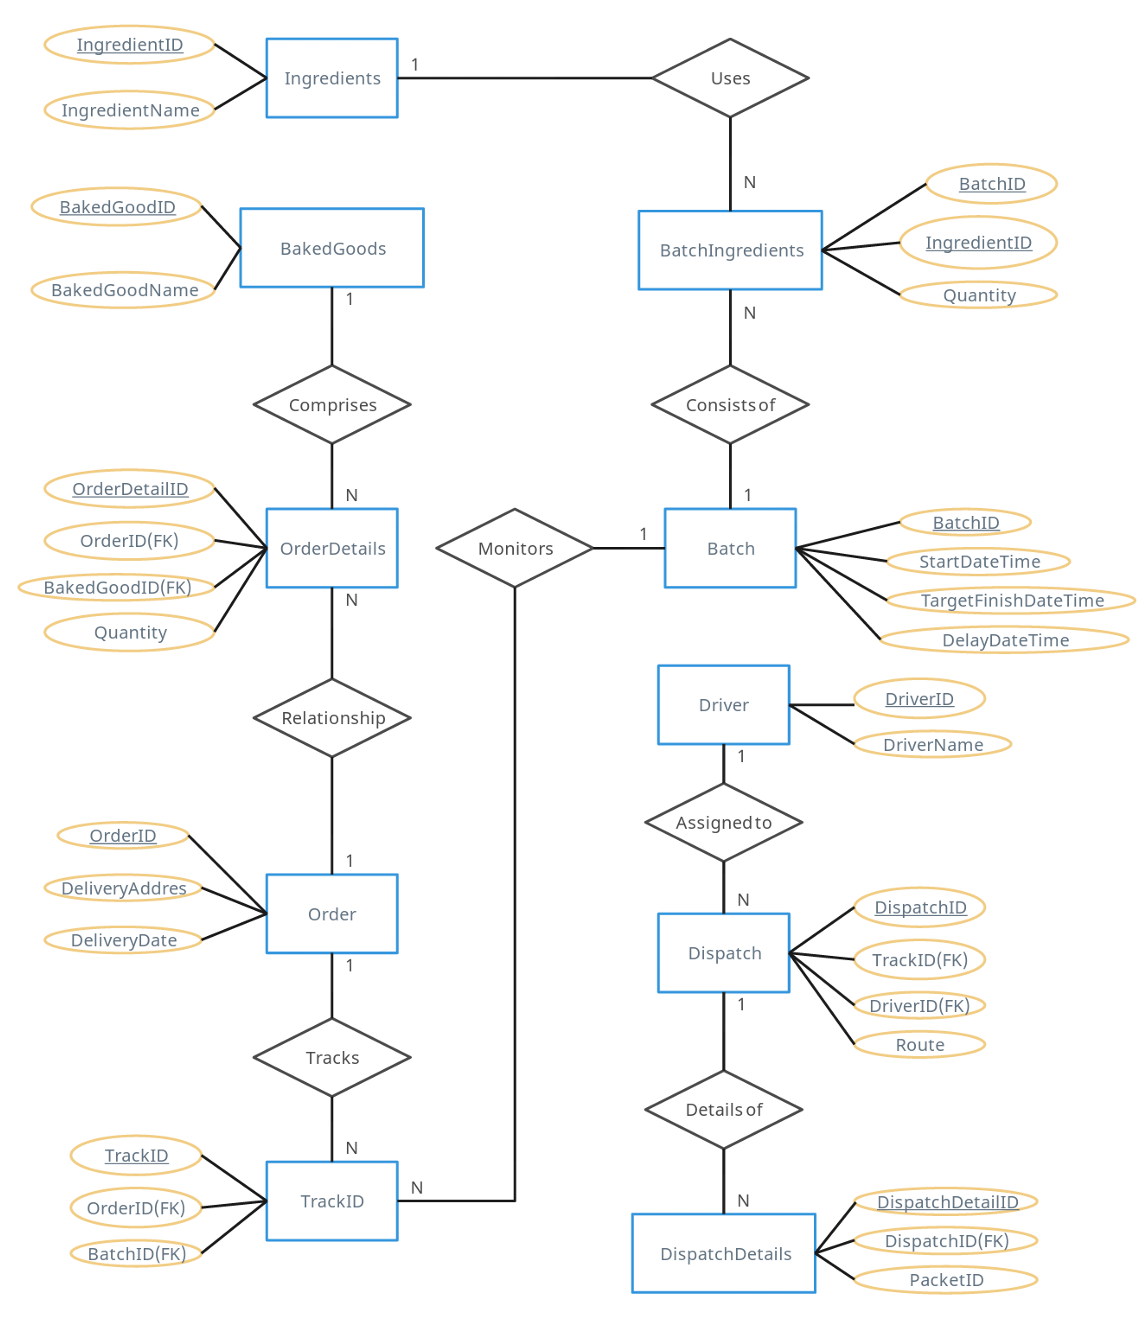 IngredientID
Ingredients
1
Uses
IngredientName
N
BatchID
BakedGoodID
BakedGoods
BatchIngredients
IngredientID
BakedGoodName
Quantity
1
N
Comprises
Consists of
N
1
OrderDetailID
OrderID(FK)
BakedGoodID(FK)
Quantity
OrderDetails
Monitors
1
Batch
BatchID
StartDateTime
TargetFinishDateTime
DelayDateTime
N
Relationship
Driver
DriverID
DriverName
1
Assigned to
OrderID
DeliveryAddres
DeliveryDate
1
Order
N
Dispatch
DispatchID
TrackID(FK)
DriverID(FK)
Route
1
1
Tracks
Details of
N
TrackID
OrderID(FK)
BatchID(FK)
TrackID
N
N
DispatchDetails
DispatchDetailID
DispatchID(FK)
PacketID